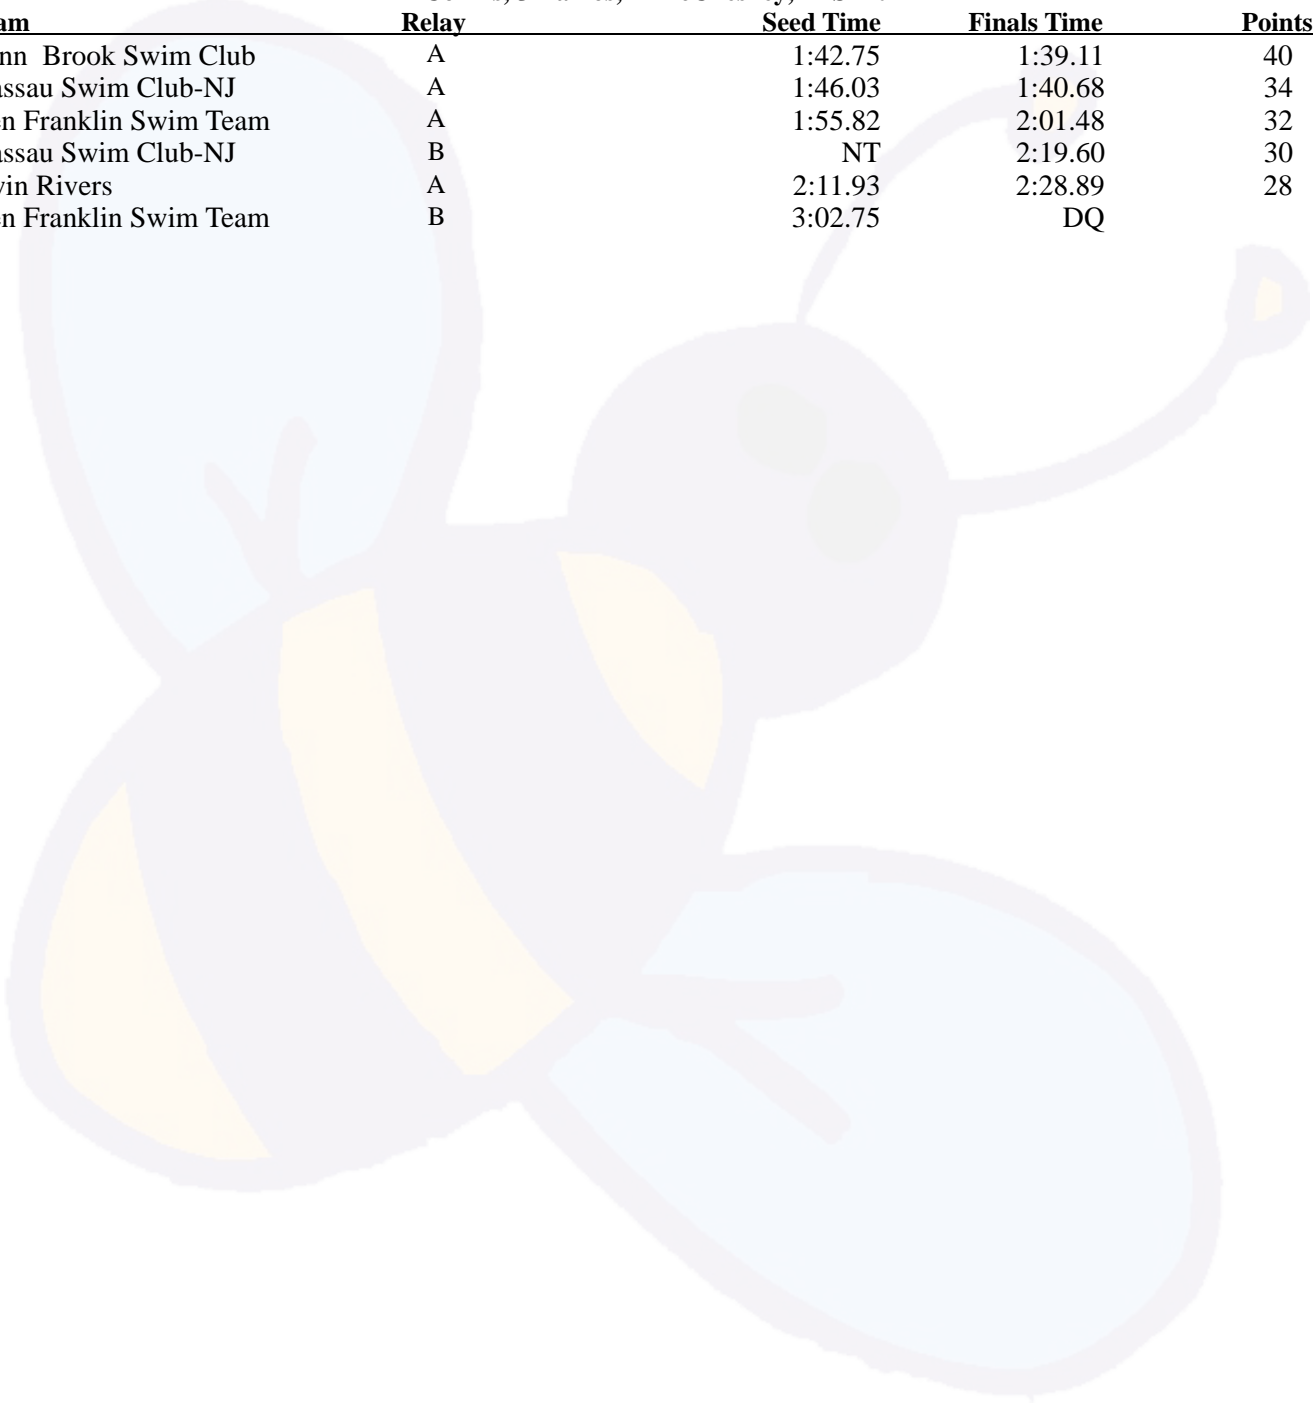 am Relay Seed Time Finals Time Points
nn Brook Swim Club A 1:42.75 1:39.11 40
assau Swim Club-NJ A 1:46.03 1:40.68 34
en Franklin Swim Team A 1:55.82 2:01.48 32
assau Swim Club-NJ B NT 2:19.60 30
vin Rivers A 2:11.93 2:28.89 28
en Franklin Swim Team B 3:02.75 DQ